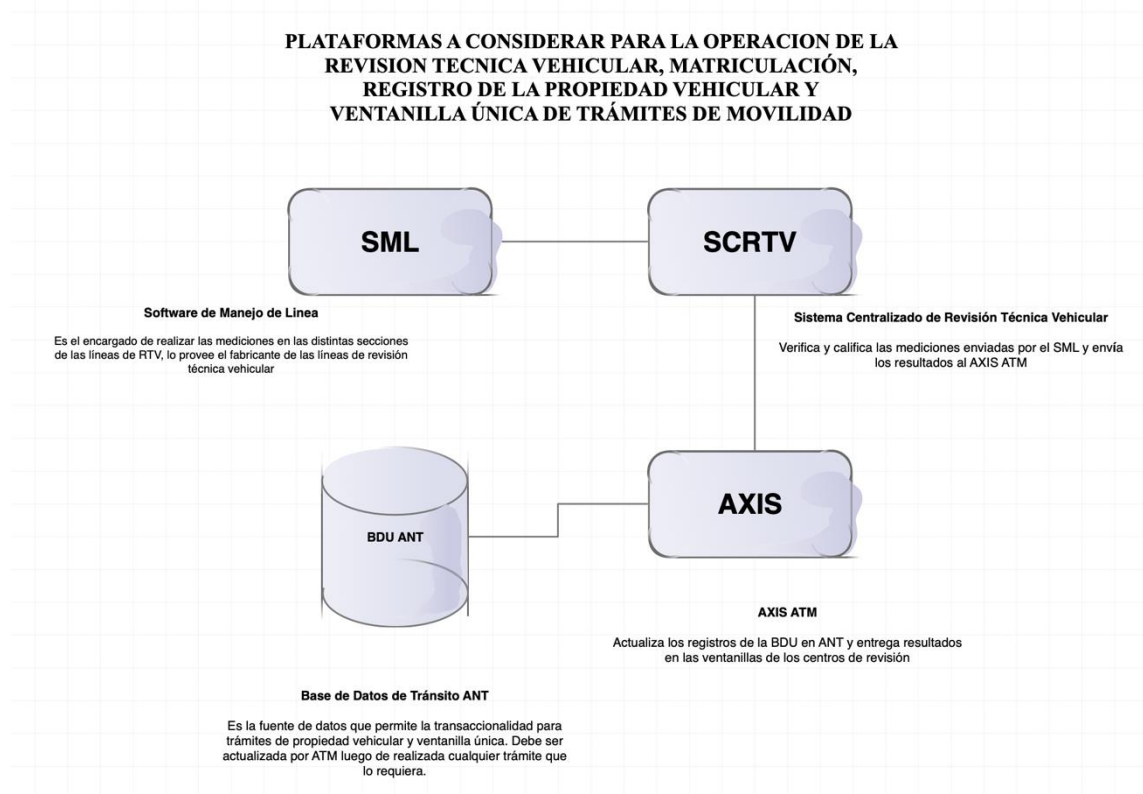 PLATAFORMAS A CONSIDERAR PARA LA OPERACION DE LA
REVISION TECNICA VEHICULAR, MATRICULACIÓN,
REGISTRO DE LA PROPIEDAD VEHICULAR Y
VENTANILLA ÚNICA DE TRÁMITES DE MOVILIDAD
SML
SCRTV
Software de Manejo de Linea
Es el encargado de realizar las mediciones en las distintas secciones
de las líneas de RTV, lo provee el fabricante de las líneas de revisión
técnica vehicular
Sistema Centralizado de Revisión Técnica Vehicular
Verifica y califica las mediciones enviadas por el SML y envía
los resultados al AXIS ATM
BDU ANT
AXIS
AXIS ATM
Actualiza los registros de la BDU en ANT y entrega resultados
en las ventanillas de los centros de revisión
Base de Datos de Tránsito ANT
Es la fuente de datos que permite la transaccionalidad para
trámites de propiedad vehicular y ventanilla única. Debe ser
actualizada por ATM luego de realizada cualquier trámite que
lo requiera.